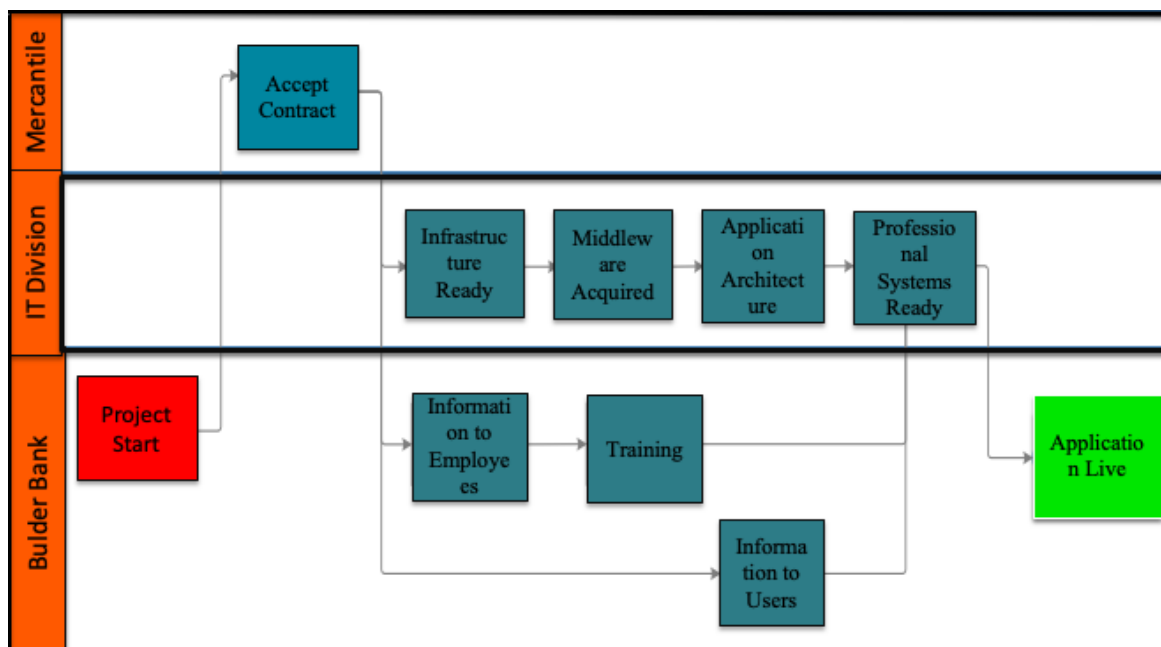 Mercantile
Accept
Contract
IT Division
Infrastruc
ture
Ready
Middlew
are
Acquired
Applicati
on
Architect
ure
Professio
nal
Systems
Ready
Bulder Bank
Project
Start
Informati
on to
Employe
es
Training
Informa
tion to
Users
Applicatio
n Live